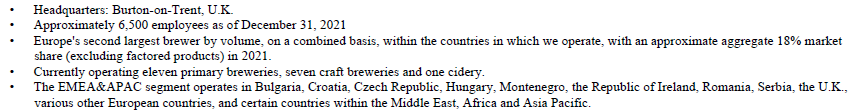 • Headquarters: Burton-on-Trent, U.K.
• Approximately 6,500 employees as of December 31, 2021
• Europe's second largest brewer by volume, on a combined basis, within the countries in which we operate, with an approximate aggregate 18% market
share (excluding factored products) in 2021.
• Currently operating eleven primary breweries, seven craft breweries and one cidery.
• The EMEA&APAC segment operates in Bulgaria, Croatia, Czech Republic, Hungary, Montenegro, the Republic of Ireland, Romania, Serbia, the U.K.,
various other European countries, and certain countries within the Middle East, Africa and Asia Pacific.